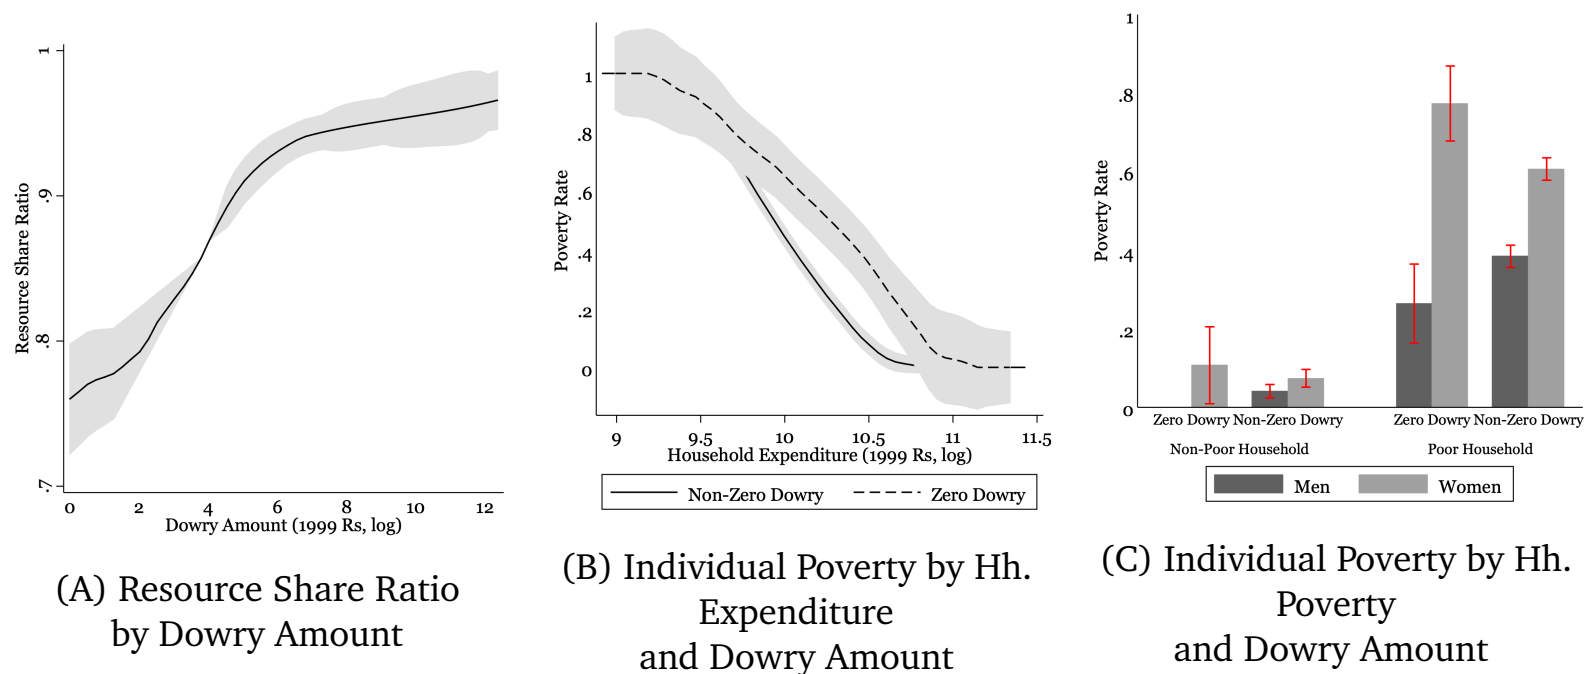 1
.9
.8
.7
Resource Share Ratio
0 2 4 6 8 10 12
Dowry Amount (1999 Rs, log)
(A) Resource Share Ratio
by Dowry Amount
1
.8
.6
.4
.2
0
Poverty Rate
9 9.5 10 10.5 11 11.5
Household Expenditure (1999 Rs, log)
Non-Zero Dowry Zero Dowry
(B) Individual Poverty by Hh.
Expenditure
and Dowry Amount
1
.8
.6
.4
.2
0
Poverty Rate
Zero Dowry Non-Zero Dowry Zero Dowry Non-Zero Dowry
Non-Poor Household Poor Household
Men Women
(C) Individual Poverty by Hh.
Poverty
and Dowry Amount